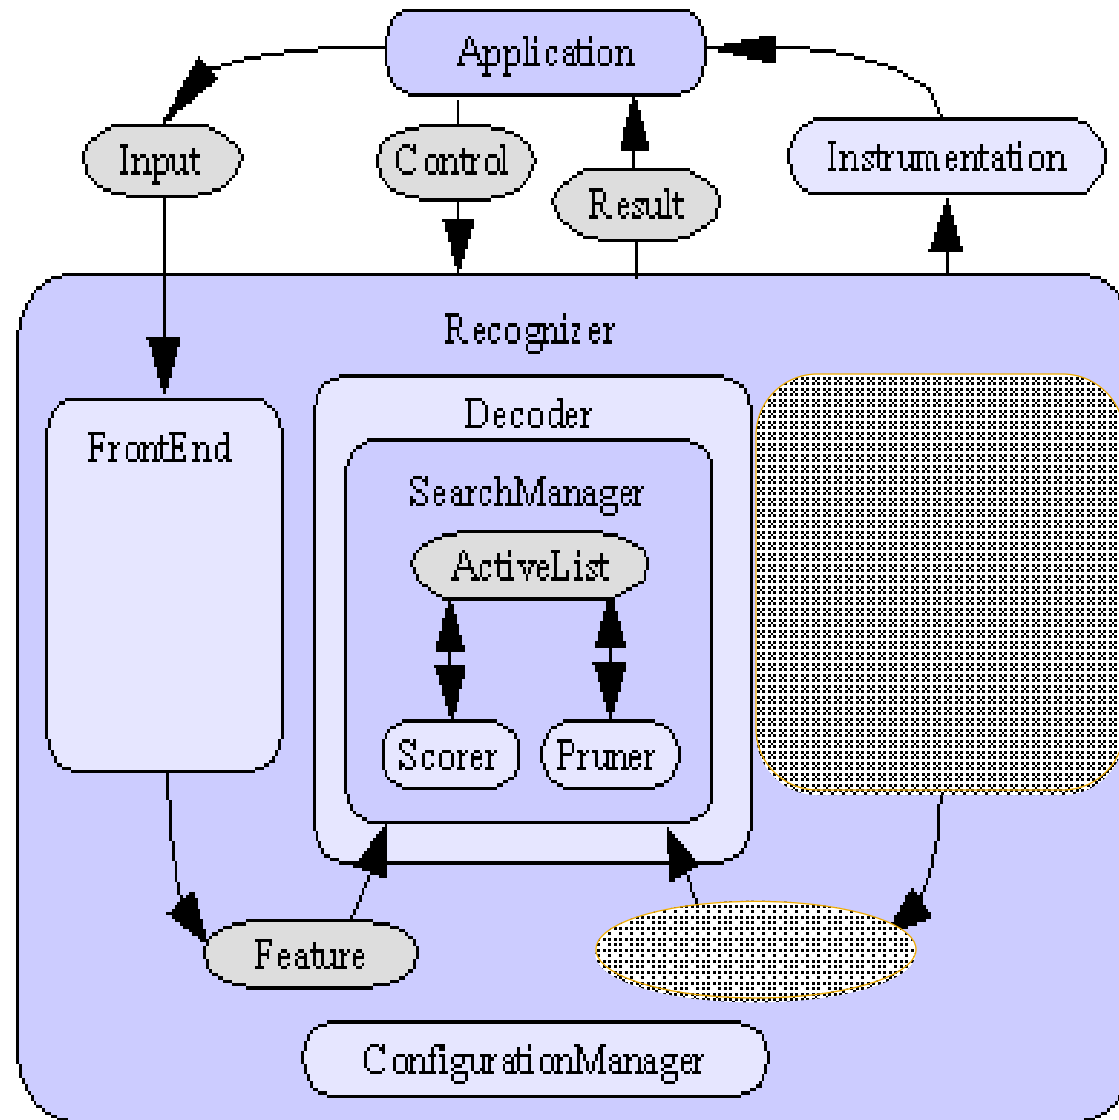 Application
Input
Control
Result
Instrumentation
Recognizer
FrontEnd
Decoder
SearchManager
ActiveList
Scorer
Pruner
Feature
ConfigurationManager